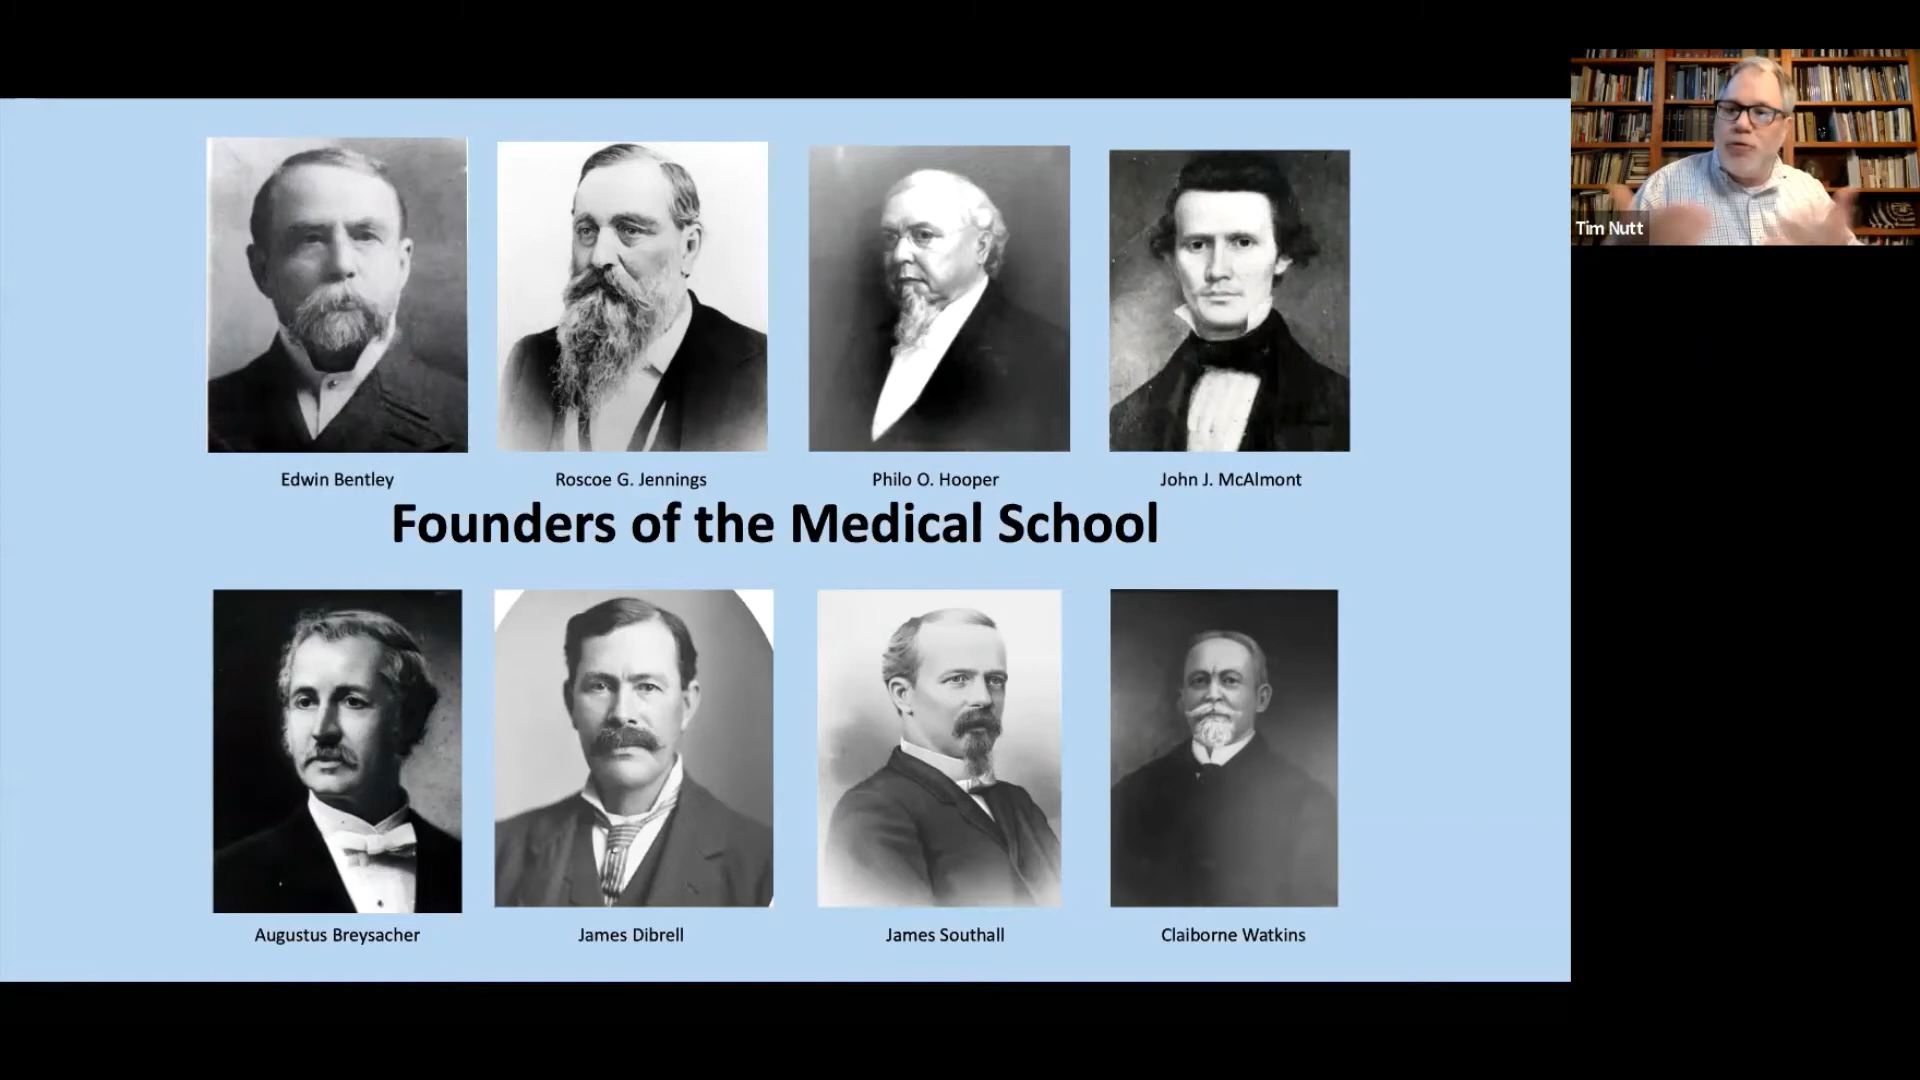 Tim Nutt
Edwin Bentley
Roscoe G. Jennings
Philo O. Hooper
John J. McAlmont
Founders of the Medical School
Augustus Breysacher
James Dibrell
James Southall
Claiborne Watkins